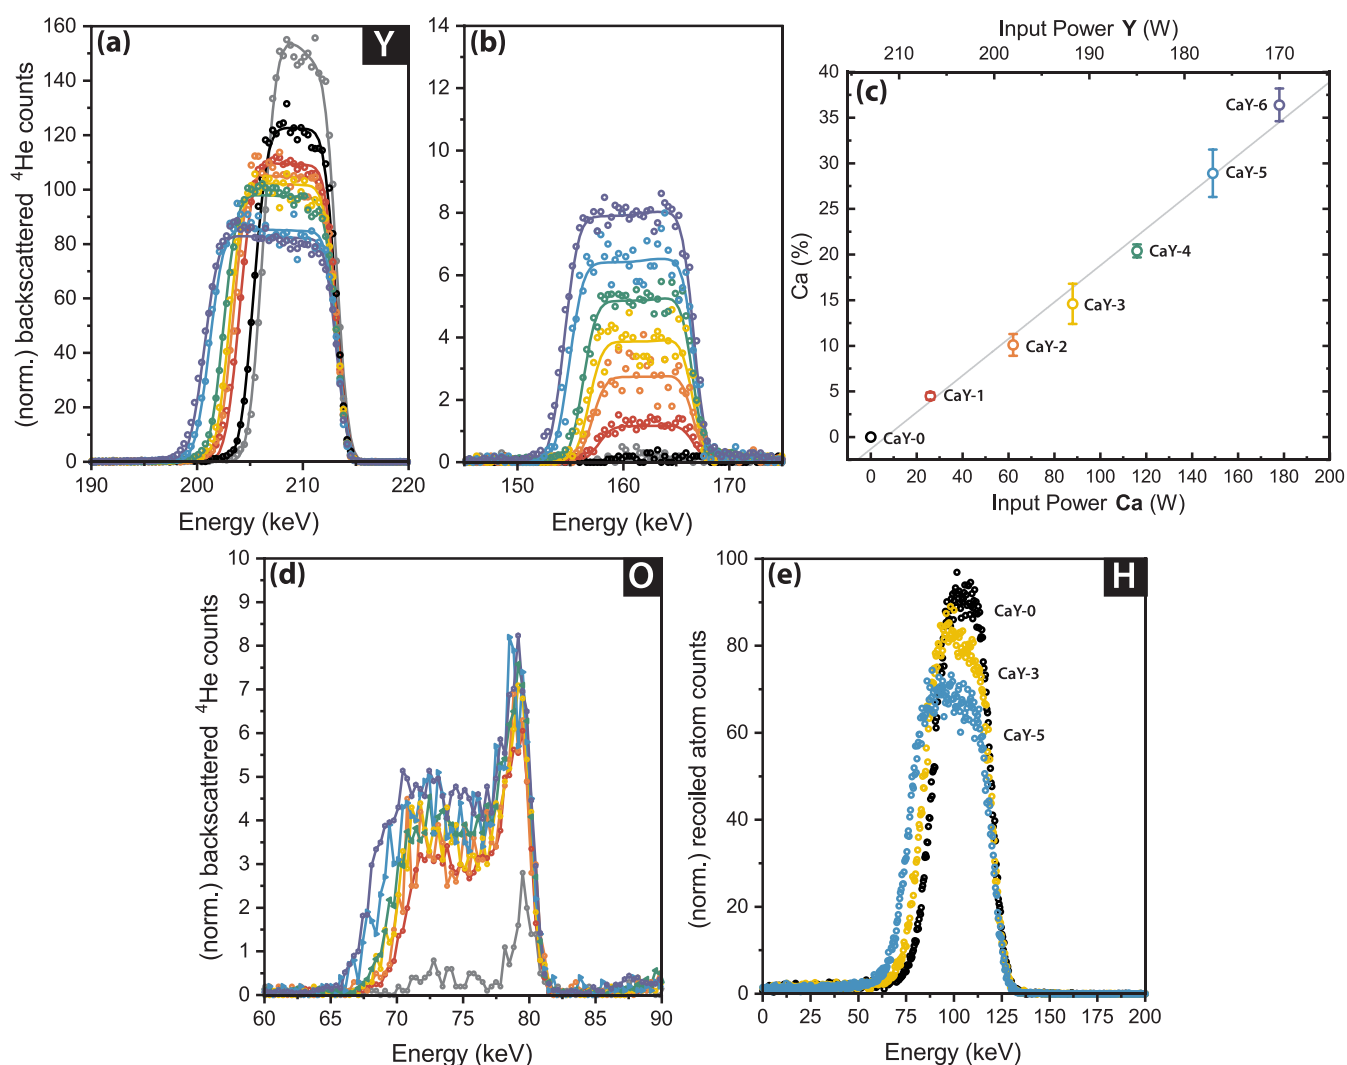 (a)
Y
160
140
120
100
80
60
40
20
0
190
200
210
220
Energy (keV)
(norm.) backscattered ⁴He counts
(b)
14
12
10
8
6
4
2
0
150
160
170
Energy (keV)
Input Power Y (W)
210
200
190
180
170
(c)
40
35
30
25
20
15
10
5
0
Ca (%)
CaY-6
CaY-5
CaY-4
CaY-3
CaY-2
CaY-1
CaY-0
0
20
40
60
80
100
120
140
160
180
200
Input Power Ca (W)
(d)
O
10
9
8
7
6
5
4
3
2
1
0
60
65
70
75
80
85
90
Energy (keV)
(norm.) backscattered ⁴He counts
(e)
H
100
80
60
40
20
0
CaY-0
CaY-3
CaY-5
0
25
50
75
100
125
150
175
200
Energy (keV)
(norm.) recoiled atom counts